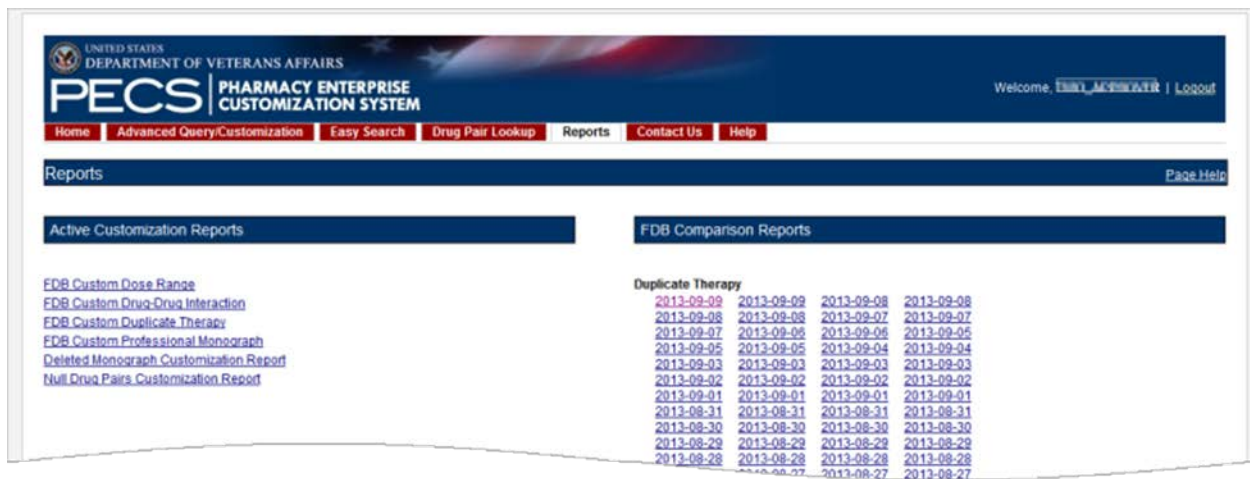 UNITED STATES
DEPARTMENT OF VETERANS AFFAIRS
PECS PHARMACY ENTERPRISE
CUSTOMIZATION SYSTEM
Welcome, | Logout
Home Advanced Query/Customization Easy Search Drug Pair Lookup Reports Contact Us Help
Reports Page Help
Active Customization Reports
FDB Custom Dose Range
FDB Custom Drug-Drug Interaction
FDB Custom Duplicate Therapy
FDB Custom Professional Monograph
Deleted Monograph Customization Report
Null Drug Pairs Customization Report
FDB Comparison Reports
Duplicate Therapy
2013-09-09 2013-09-09 2013-09-08 2013-09-08
2013-09-08 2013-09-08 2013-09-07 2013-09-07
2013-09-07 2013-09-06 2013-09-06 2013-09-05
2013-09-05 2013-09-05 2013-09-04 2013-09-04
2013-09-03 2013-09-03 2013-09-03 2013-09-03
2013-09-02 2013-09-02 2013-09-02 2013-09-02
2013-09-01 2013-09-01 2013-09-01 2013-09-01
2013-08-31 2013-08-31 2013-08-31 2013-08-31
2013-08-30 2013-08-30 2013-08-30 2013-08-30
2013-08-29 2013-08-29 2013-08-29 2013-08-29
2013-08-28 2013-08-28 2013-08-28 2013-08-28
2013-08-27 2013-08-27